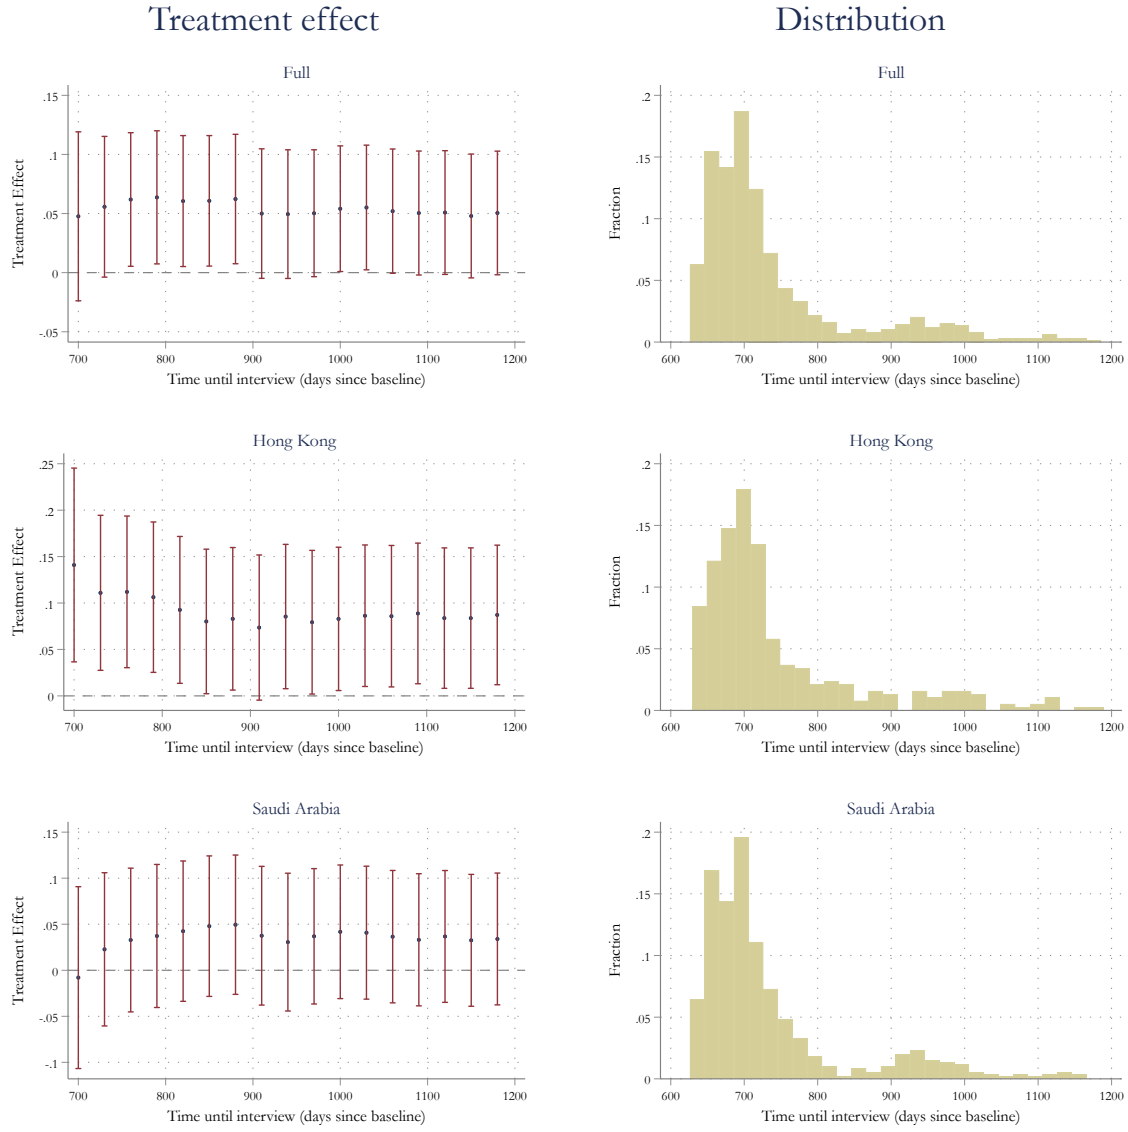 Treatment effect
Distribution
Full
.15
.1
.05
0
-.05
Treatment Effect
700 800 900 1000 1100 1200
Time until interview (days since baseline)
Full
.2
.15
.1
.05
0
Fraction
600 700 800 900 1000 1100 1200
Time until interview (days since baseline)
Hong Kong
.25
.2
.15
.1
.05
0
Treatment Effect
700 800 900 1000 1100 1200
Time until interview (days since baseline)
Hong Kong
.2
.15
.1
.05
0
Fraction
600 700 800 900 1000 1100 1200
Time until interview (days since baseline)
Saudi Arabia
.15
.1
.05
0
-.05
-.1
Treatment Effect
700 800 900 1000 1100 1200
Time until interview (days since baseline)
Saudi Arabia
.2
.15
.1
.05
0
Fraction
600 700 800 900 1000 1100 1200
Time until interview (days since baseline)